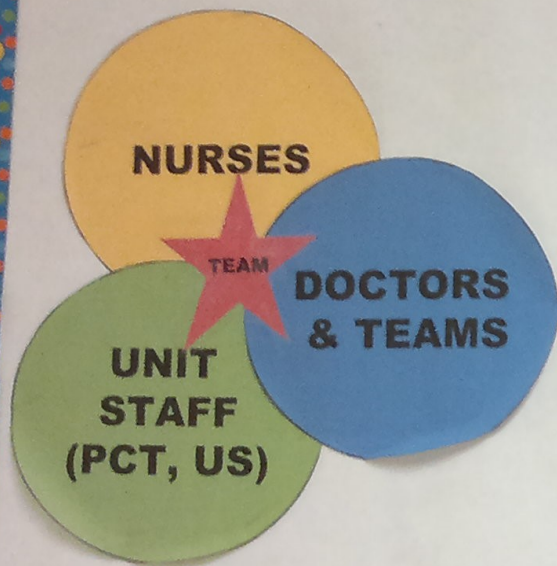 NURSES
TEAM
DOCTORS
& TEAMS
UNIT
STAFF
(PCT, US)